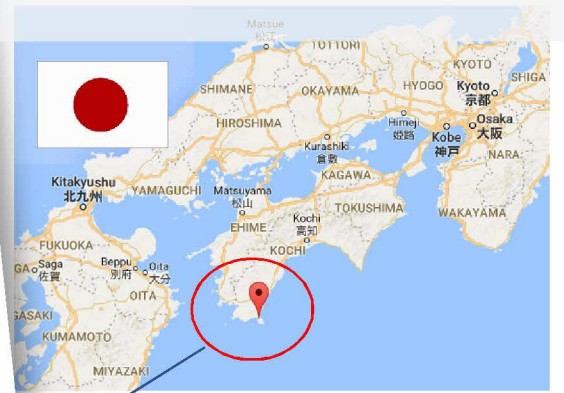 Matsue
松江
TOTTORI
KYOTO
SHIGA
SHIMANE
OKAYAMA
HYOGO
Kyoto
京都
HIROSHIMA
Himeji
姫路
Kobe
神戸
Osaka
大阪
Kurashiki
倉敷
NARA
KAGAWA
Kitakyushu
北九州
YAMAGUCHI
Matsuyama
松山
TOKUSHIMA
WAKAYAMA
Kochi
高知
EHIME
KOCHI
FUKUOKA
GA
Saga
佐賀
Beppu
別府
Oita
大分
OITA
GASAKI
KUMAMOTO
MIYAZAKI